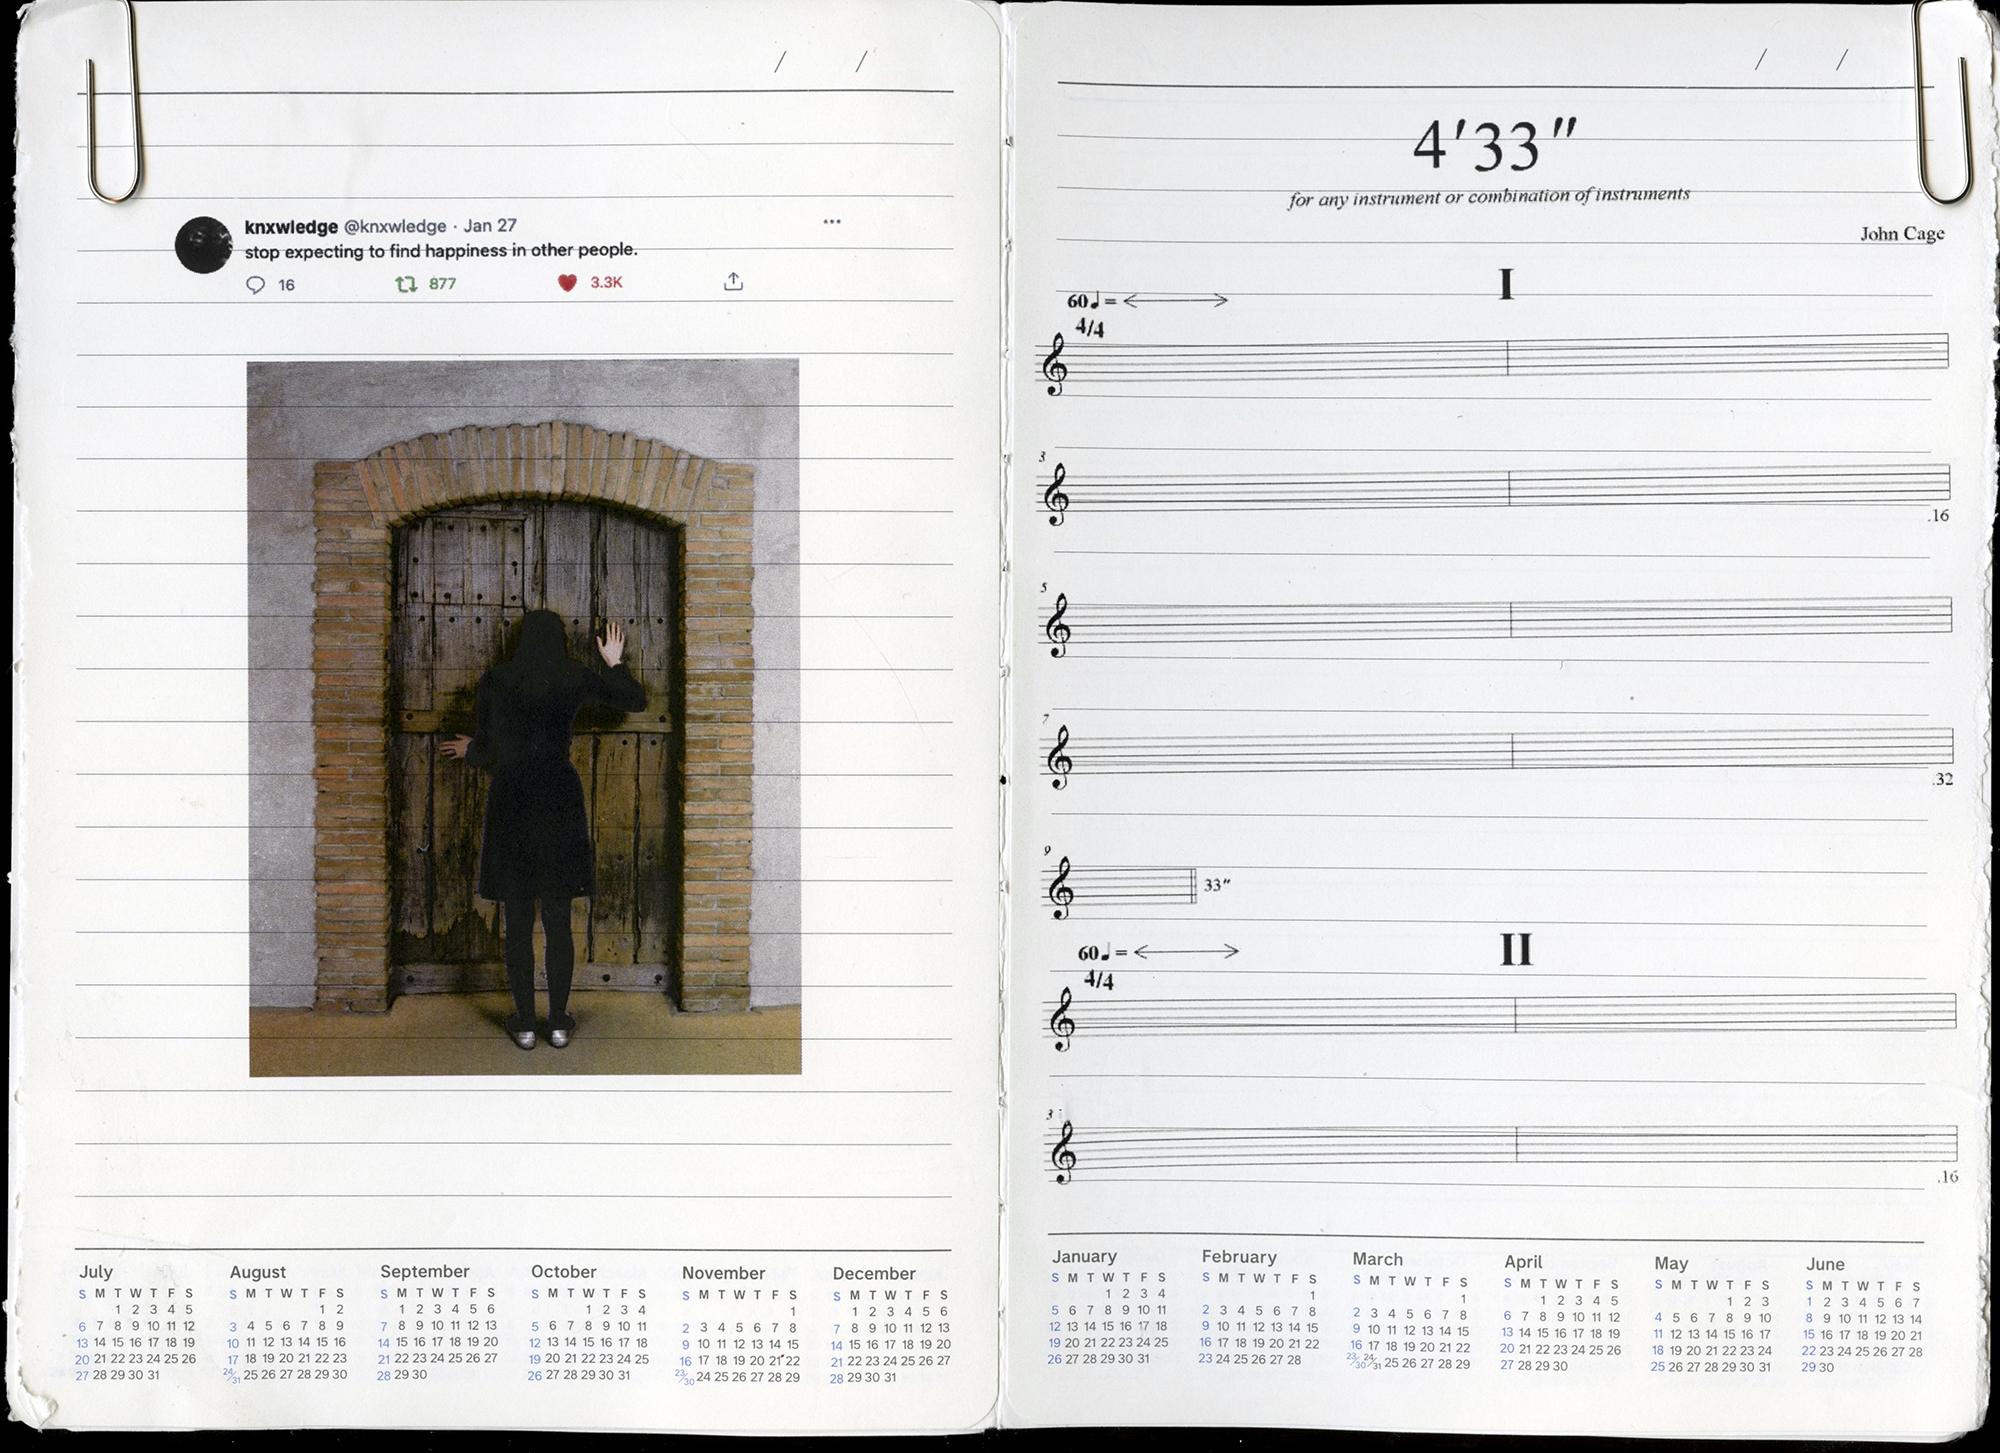 / /
knxwledge @knxwledge · Jan 27 ...
stop expecting to find happiness in other people.
16 877 3.3K
July
S M T W T F S
1 2 3 4 5
6 7 8 9 10 11 12
13 14 15 16 17 18 19
20 21 22 23 24 25 26
27 28 29 30 31
August
S M T W T F S
1 2
3 4 5 6 7 8 9
10 11 12 13 14 15 16
17 18 19 20 21 22 23
24/31 25 26 27 28 29 30
September
S M T W T F S
1 2 3 4 5 6
7 8 9 10 11 12 13
14 15 16 17 18 19 20
21 22 23 24 25 26 27
28 29 30
October
S M T W T F S
1 2 3 4
5 6 7 8 9 10 11
12 13 14 15 16 17 18
19 20 21 22 23 24 25
26 27 28 29 30 31
November
S M T W T F S
1
2 3 4 5 6 7 8
9 10 11 12 13 14 15
16 17 18 19 20 21 22
23/30 24 25 26 27 28 29
December
S M T W T F S
1 2 3 4 5 6
7 8 9 10 11 12 13
14 15 16 17 18 19 20
21 22 23 24 25 26 27
28 29 30 31
/ /
4'33"
for any instrument or combination of instruments
John Cage
I
60♩=
4/4
3
.16
5
7
.32
9
33"
II
60♩=
4/4
3
.16
January
S M T W T F S
1 2 3 4
5 6 7 8 9 10 11
12 13 14 15 16 17 18
19 20 21 22 23 24 25
26 27 28 29 30 31
February
S M T W T F S
1
2 3 4 5 6 7 8
9 10 11 12 13 14 15
16 17 18 19 20 21 22
23 24 25 26 27 28
March
S M T W T F S
1
2 3 4 5 6 7 8
9 10 11 12 13 14 15
16 17 18 19 20 21 22
23/30 24/31 25 26 27 28 29
April
S M T W T F S
1 2 3 4 5
6 7 8 9 10 11 12
13 14 15 16 17 18 19
20 21 22 23 24 25 26
27 28 29 30
May
S M T W T F S
1 2 3
4 5 6 7 8 9 10
11 12 13 14 15 16 17
18 19 20 21 22 23 24
25 26 27 28 29 30 31
June
S M T W T F S
1 2 3 4 5 6 7
8 9 10 11 12 13 14
15 16 17 18 19 20 21
22 23 24 25 26 27 28
29 30